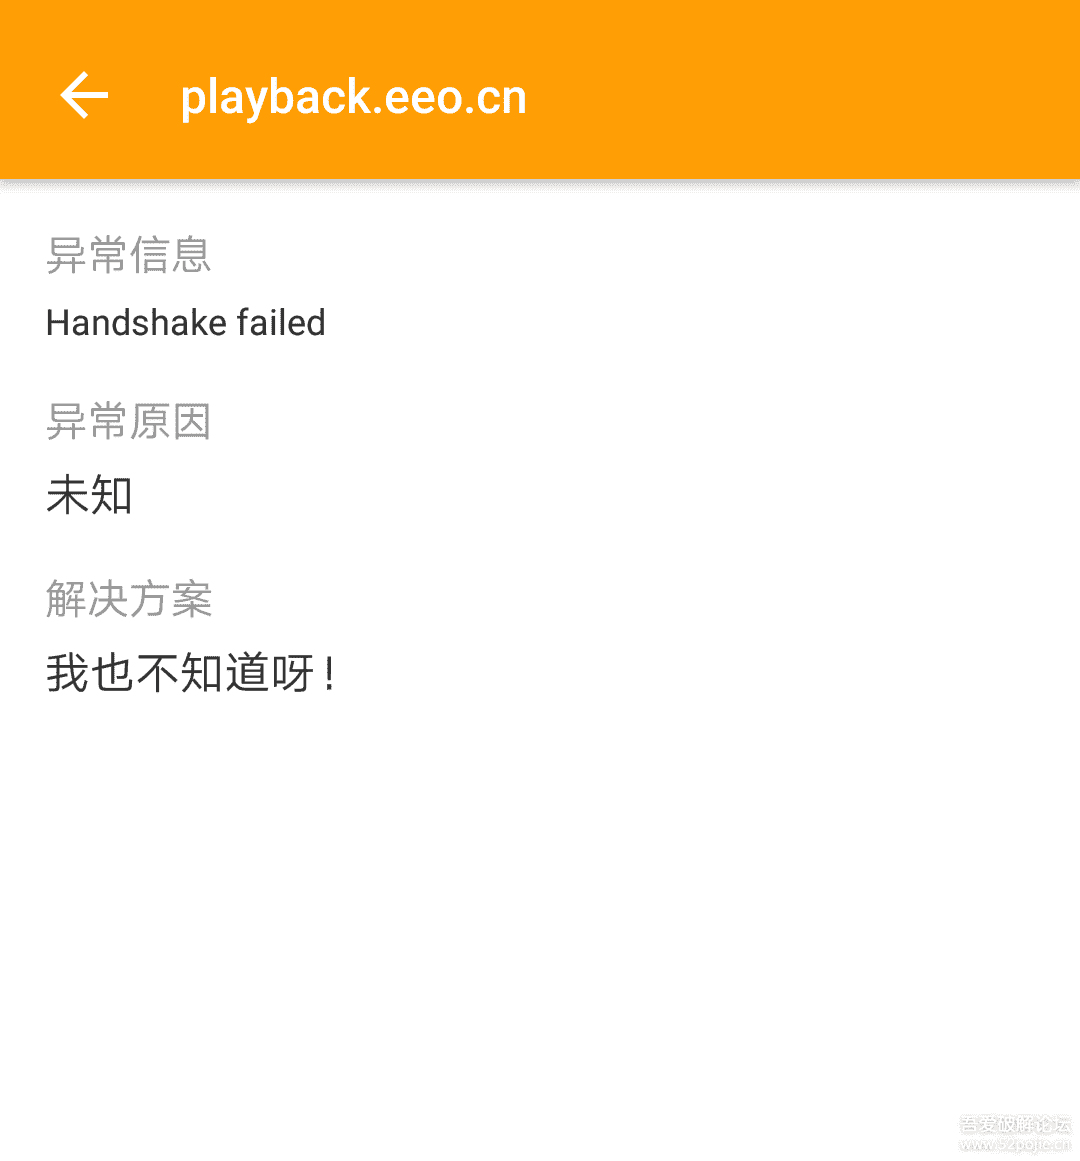 playback.eeo.cn
异常信息
Handshake failed
异常原因
未知
解决方案
我也不知道呀！
吾爱破解论坛
www.52pojie.cn